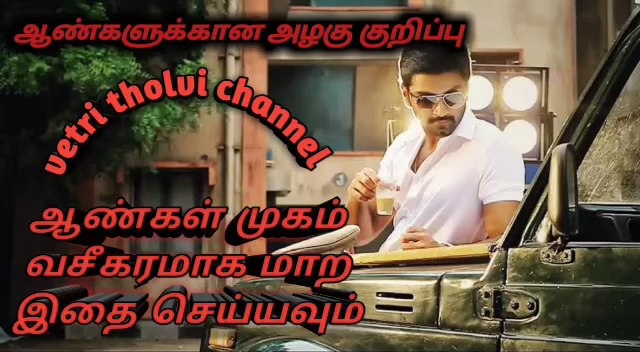 ஆண்களுக்கான அழகு குறிப்பு
vetri tholvi channel
ஆண்கள் முகம்
வசீகரமாக மாற
இதை செய்யவும்